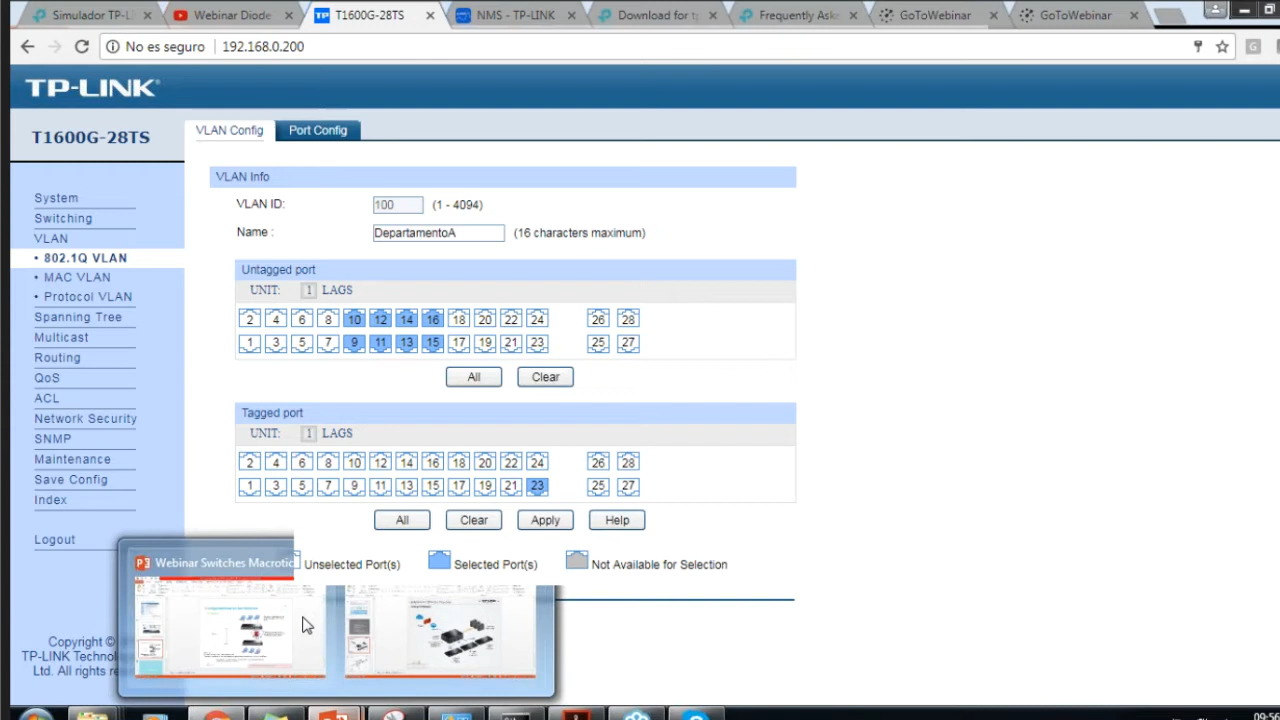 Simulador TP-LI
Webinar Diode
T1600G-28TS
NMS - TP-LINK
Download for t
Frequently Aske
GoToWebinar
GoToWebinar
No es seguro
192.168.0.200
G
TP-LINK
T1600G-28TS
VLAN Config
Port Config
System
Switching
VLAN
• 802.1Q VLAN
• MAC VLAN
• Protocol VLAN
Spanning Tree
Multicast
Routing
QoS
ACL
Network Security
SNMP
Maintenance
Save Config
Index
Logout
Copyright ©
TP-LINK Technol
Ltd. All rights re
VLAN Info
VLAN ID: 100 (1 - 4094)
Name : DepartamentoA (16 characters maximum)
Untagged port
UNIT: 1 LAGS
2 4 6 8 10 12 14 16 18 20 22 24 26 28
1 3 5 7 9 11 13 15 17 19 21 23 25 27
All Clear
Tagged port
UNIT: 1 LAGS
2 4 6 8 10 12 14 16 18 20 22 24 26 28
1 3 5 7 9 11 13 15 17 19 21 23 25 27
All Clear Apply Help
Unselected Port(s) Selected Port(s) Not Available for Selection
Webinar Switches Macrotic